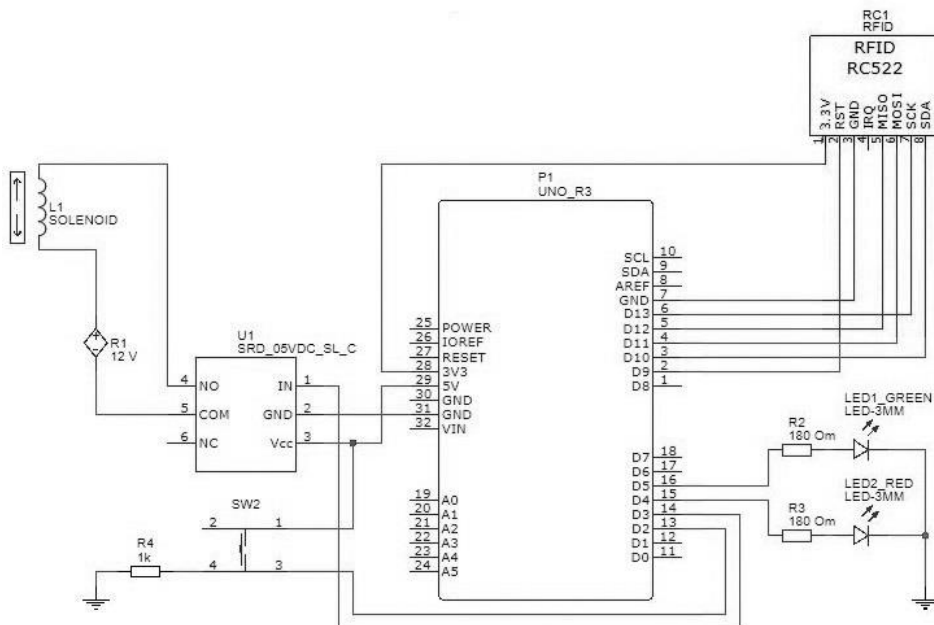 RC1
RFID
RFID
RC522
3.3V
RST
GND
IRQ
MISO
MOSI
SCK
SDA
1
2
3
4
5
6
7
8
P1
UNO_R3
L1
SOLENOID
R1
12 V
U1
SRD_05VDC_SL_C
4 NO
5 COM
6 NC
IN 1
GND 2
Vcc 3
25 POWER
26 IOREF
27 RESET
28 3V3
29 5V
30 GND
31 GND
32 VIN
19 A0
20 A1
21 A2
22 A3
23 A4
24 A5
SCL 10
SDA 9
AREF 8
GND 7
D13 6
D12 5
D11 4
D10 3
D9 2
D8 1
D7 18
D6 17
D5 16
D4 15
D3 14
D2 13
D1 12
D0 11
LED1_GREEN
LED-3MM
R2
180 Om
LED2_RED
LED-3MM
R3
180 Om
SW2
2 1
4 3
R4
1k